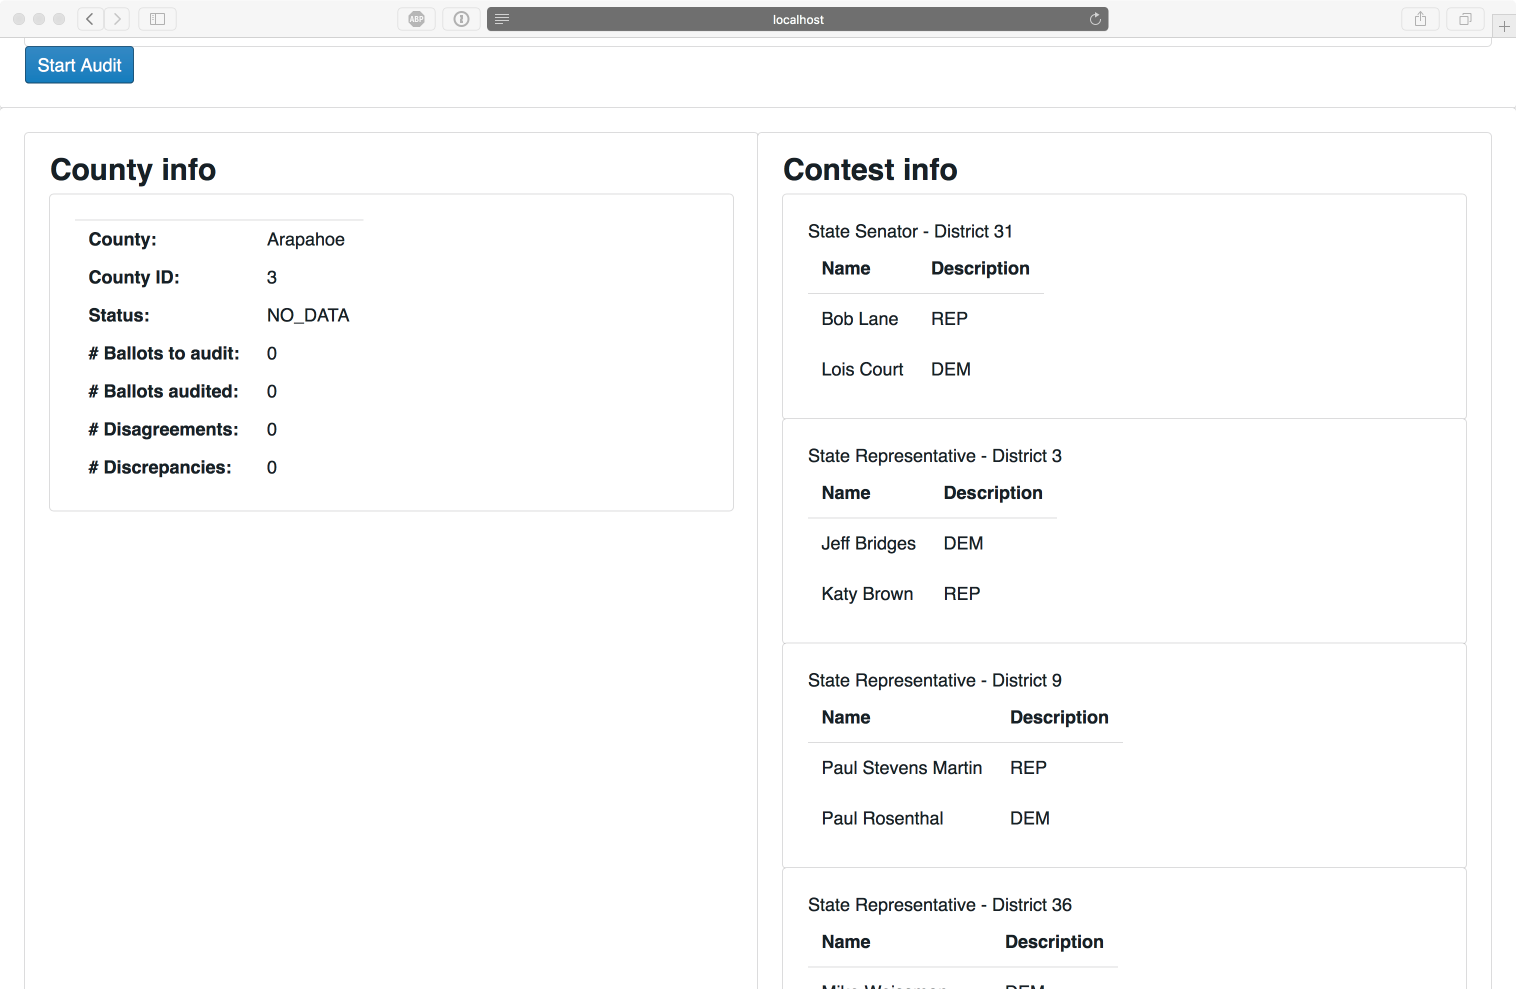 ABP
localhost
Start Audit
County info
County: Arapahoe
County ID: 3
Status: NO_DATA
# Ballots to audit: 0
# Ballots audited: 0
# Disagreements: 0
# Discrepancies: 0
Contest info
State Senator - District 31
Name Description
Bob Lane REP
Lois Court DEM
State Representative - District 3
Name Description
Jeff Bridges DEM
Katy Brown REP
State Representative - District 9
Name Description
Paul Stevens Martin REP
Paul Rosenthal DEM
State Representative - District 36
Name Description
DEM